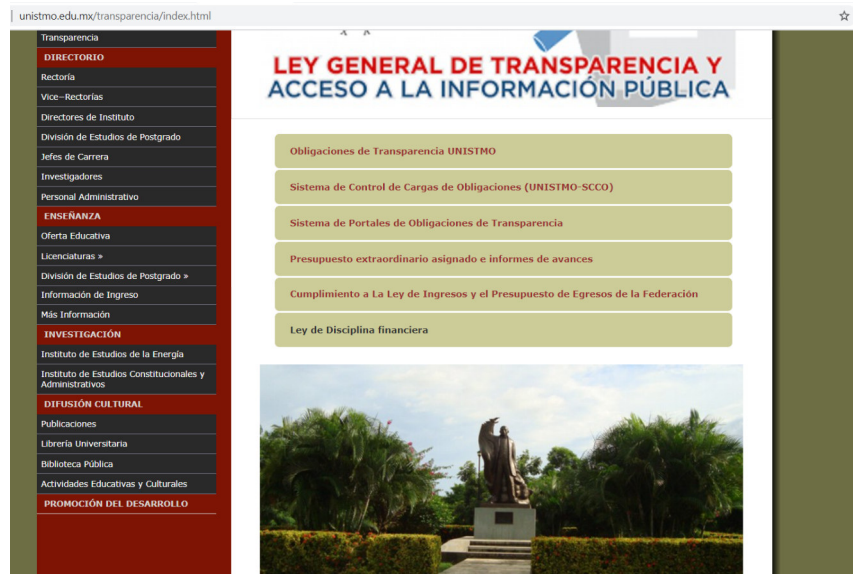 unistmo.edu.mx/transparencia/index.html
Transparencia
DIRECTORIO
Rectoría
Vice-Rectorías
Directores de Instituto
División de Estudios de Postgrado
Jefes de Carrera
Investigadores
Personal Administrativo
ENSEÑANZA
Oferta Educativa
Licenciaturas »
División de Estudios de Postgrado »
Información de Ingreso
Más Información
INVESTIGACIÓN
Instituto de Estudios de la Energía
Instituto de Estudios Constitucionales y
Administrativos
DIFUSIÓN CULTURAL
Publicaciones
Librería Universitaria
Biblioteca Pública
Actividades Educativas y Culturales
PROMOCIÓN DEL DESARROLLO
LEY GENERAL DE TRANSPARENCIA Y
ACCESO A LA INFORMACIÓN PÚBLICA
Obligaciones de Transparencia UNISTMO
Sistema de Control de Cargas de Obligaciones (UNISTMO-SCCO)
Sistema de Portales de Obligaciones de Transparencia
Presupuesto extraordinario asignado e informes de avances
Cumplimiento a La Ley de Ingresos y el Presupuesto de Egresos de la Federación
Ley de Disciplina financiera